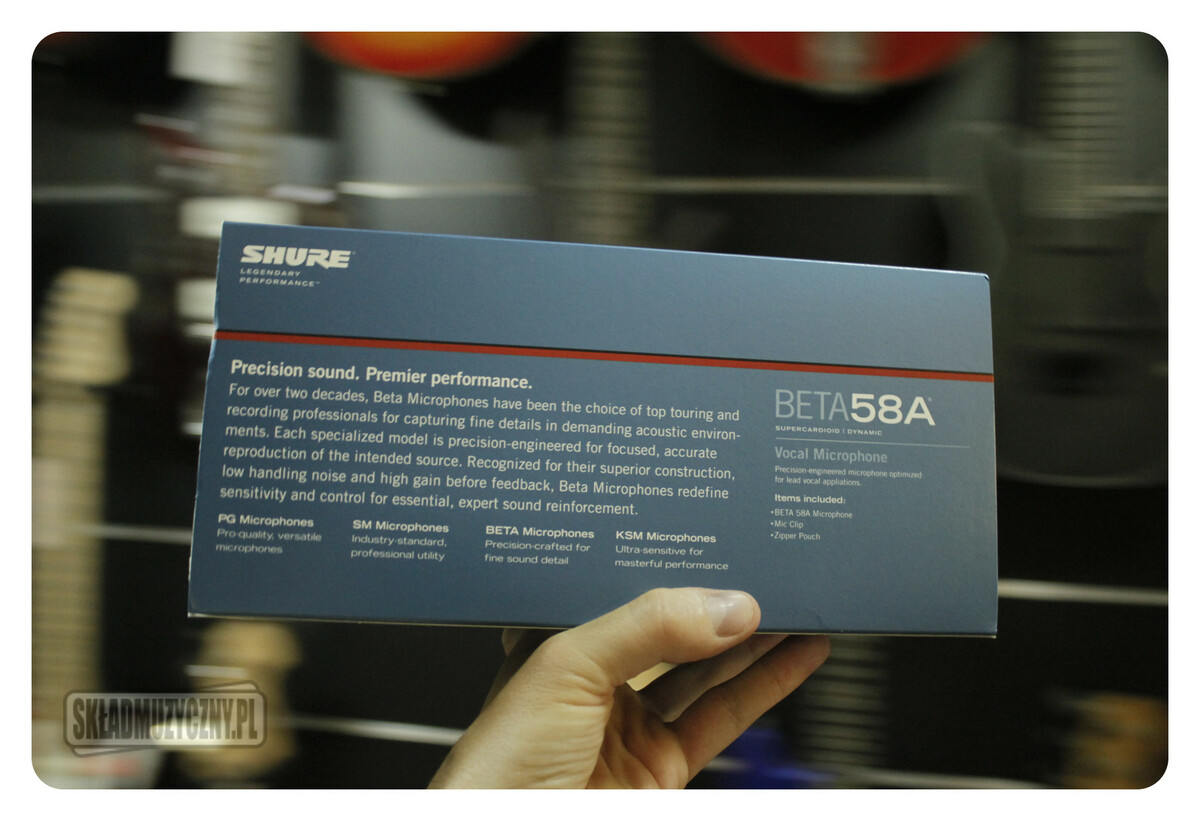 SHURE
LEGENDARY
PERFORMANCE™
Precision sound. Premier performance.
For over two decades, Beta Microphones have been the choice of top touring and
recording professionals for capturing fine details in demanding acoustic environ-
ments. Each specialized model is precision-engineered for focused, accurate
reproduction of the intended source. Recognized for their superior construction,
low handling noise and high gain before feedback, Beta Microphones redefine
sensitivity and control for essential, expert sound reinforcement.
PG Microphones
Pro-quality, versatile
microphones
SM Microphones
Industry-standard,
professional utility
BETA Microphones
Precision-crafted for
fine sound detail
KSM Microphones
Ultra-sensitive for
masterful performance
BETA58A®
SUPERCARDIOID | DYNAMIC
Vocal Microphone
Precision-engineered microphone optimized
for lead vocal appliations.
Items included:
•BETA 58A Microphone
•Mic Clip
•Zipper Pouch
SKŁADMUZYCZNY.PL